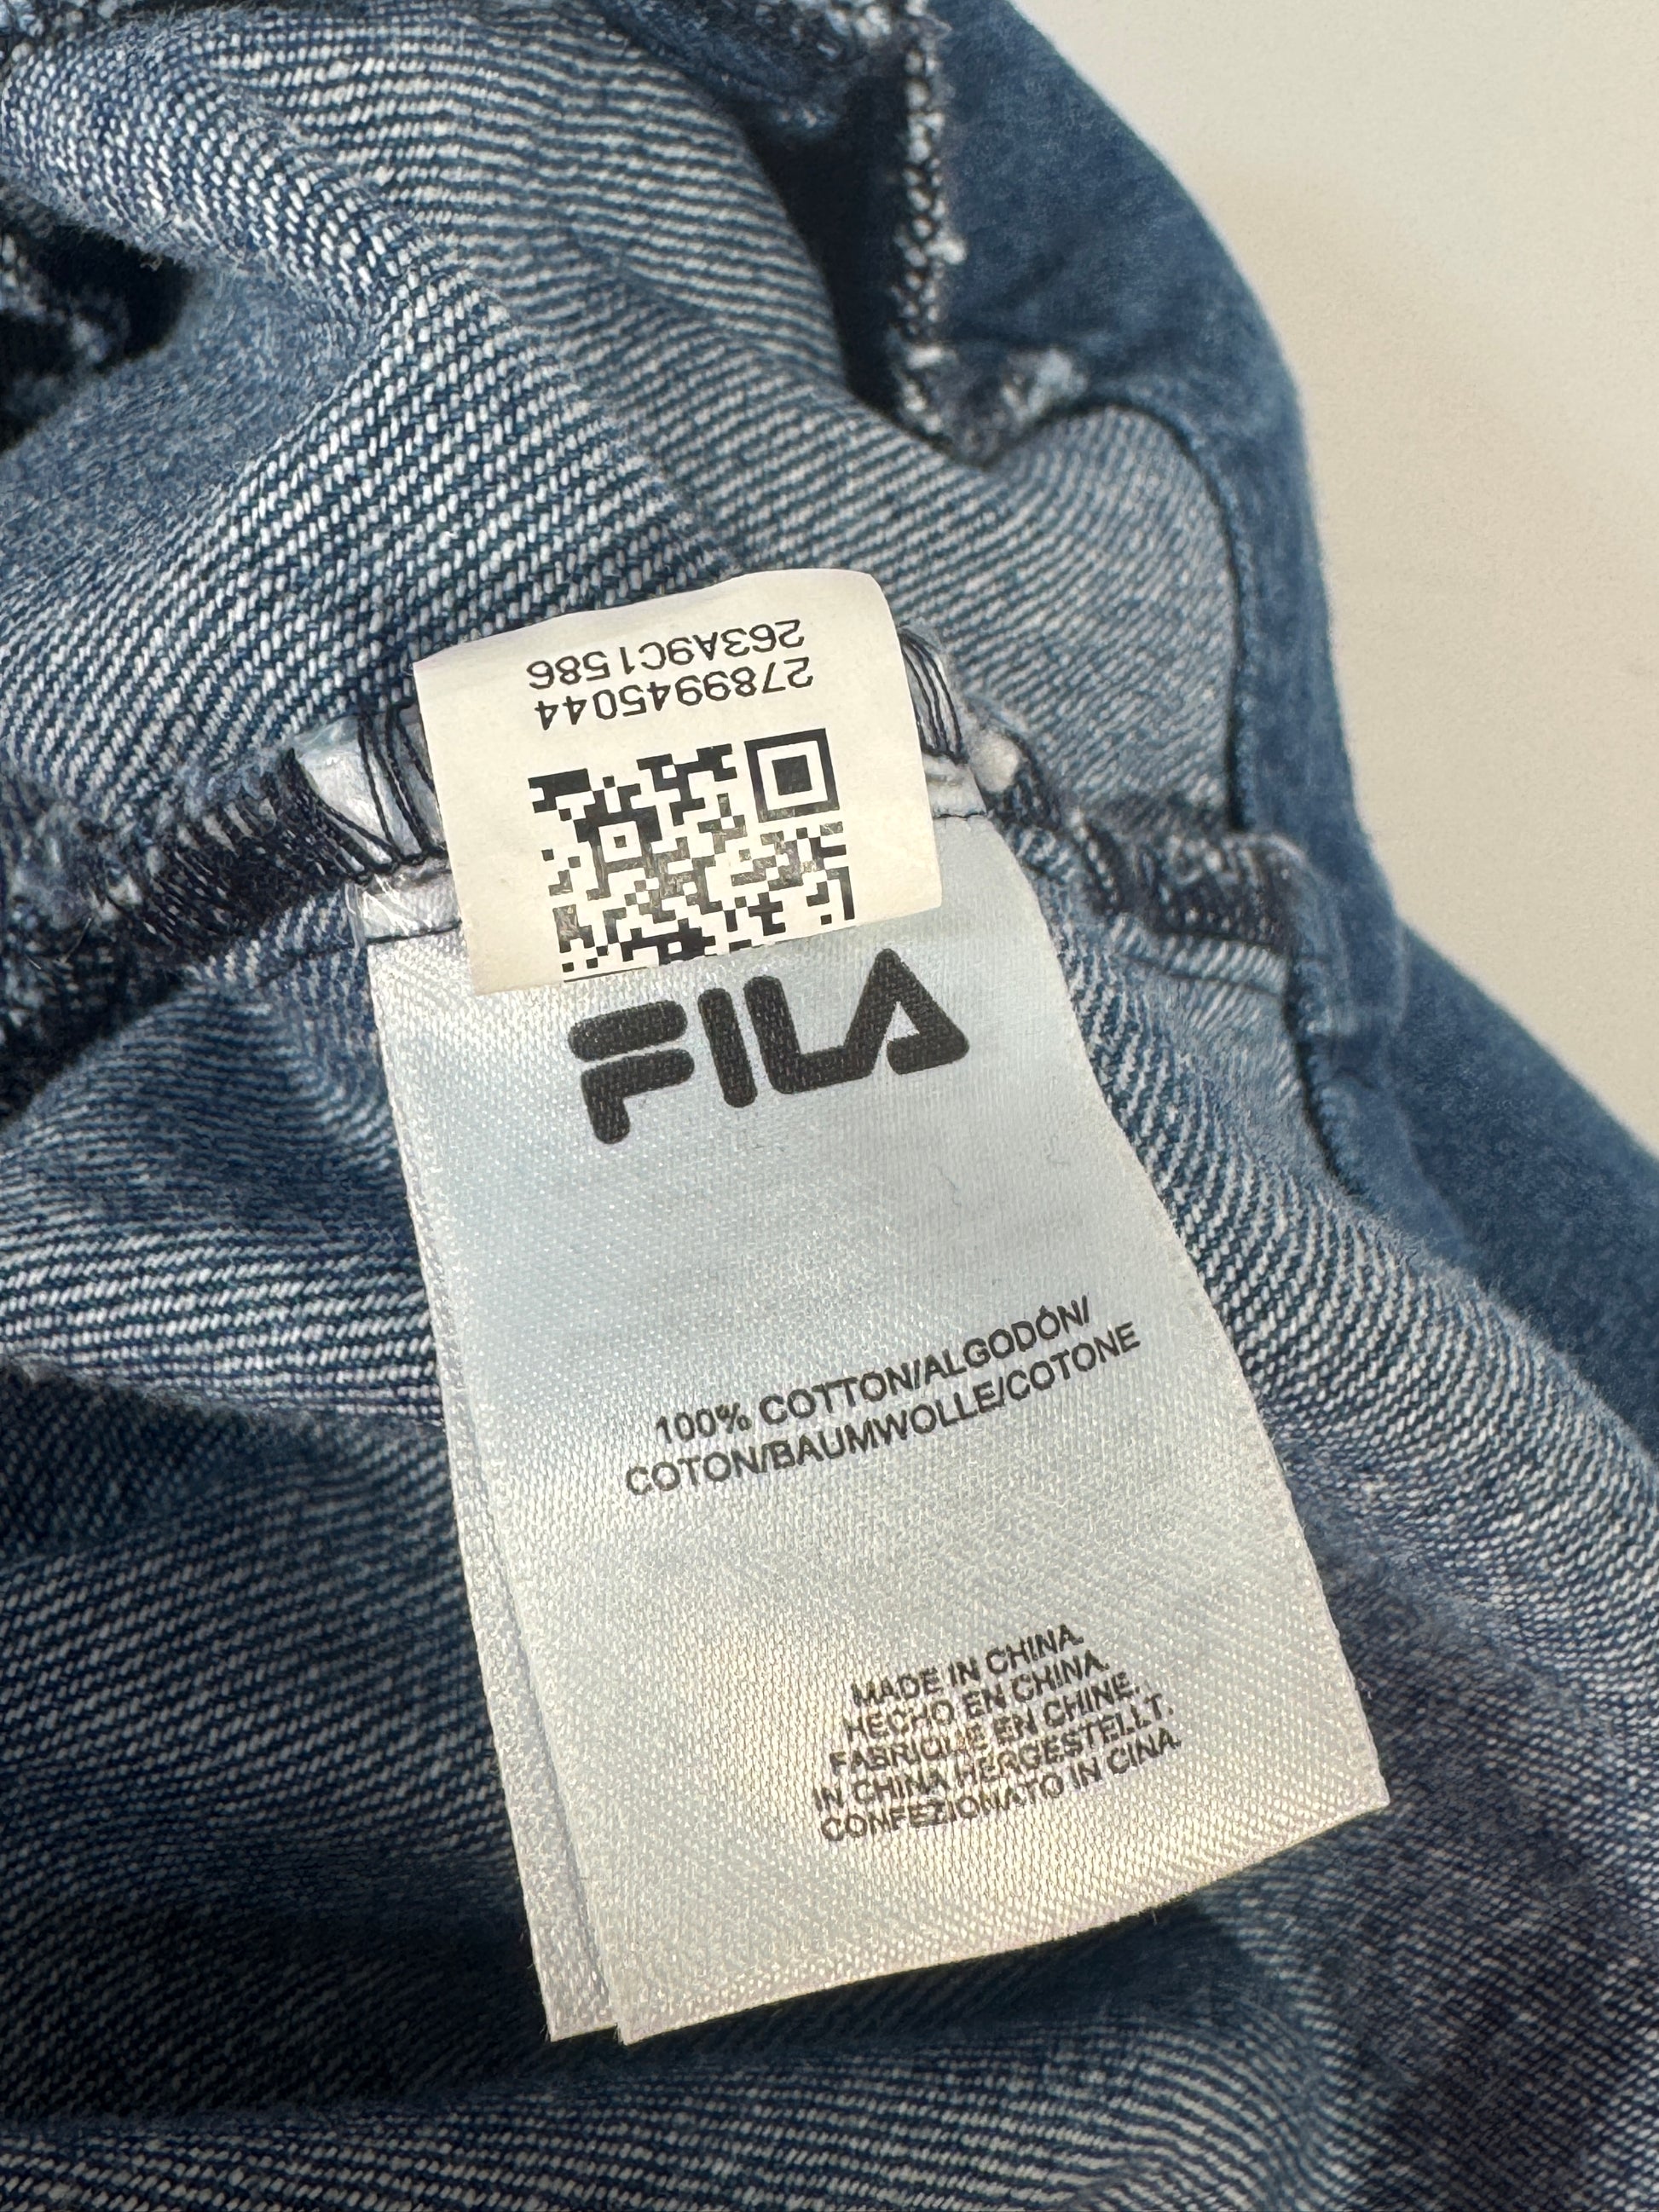 2789945044
263A9C1586
FILA
100% COTTON/ALGODÓN/
COTON/BAUMWOLLE/COTONE
MADE IN CHINA.
HECHO EN CHINA.
FABRIQUE EN CHINE.
IN CHINA HERGESTELLT.
CONFEZIONATO IN CINA.